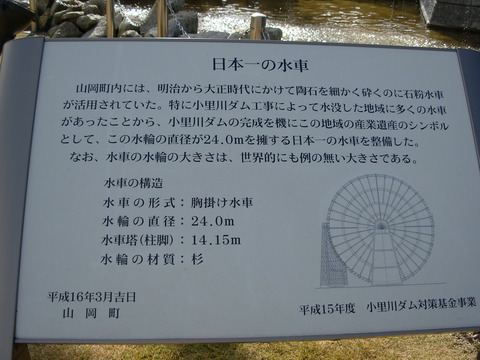 日本一の水車
山岡町内には、明治から大正時代にかけて陶石を細かく砕くのに石粉水車
が活用されていた。特に小里川ダム工事によって水没した地域に多くの水車
があったことから、小里川ダムの完成を機にこの地域の産業遺産のシンボル
として、この水輪の直径が24.0mを擁する日本一の水車を整備した。
なお、水車の水輪の大きさは、世界的にも例の無い大きさである。
水車の構造
水車の形式：胸掛け水車
水輪の直径：24.0m
水車塔(柱脚)：14.15m
水輪の材質：杉
平成16年3月吉日
山岡町
平成15年度 小里川ダム対策基金事業